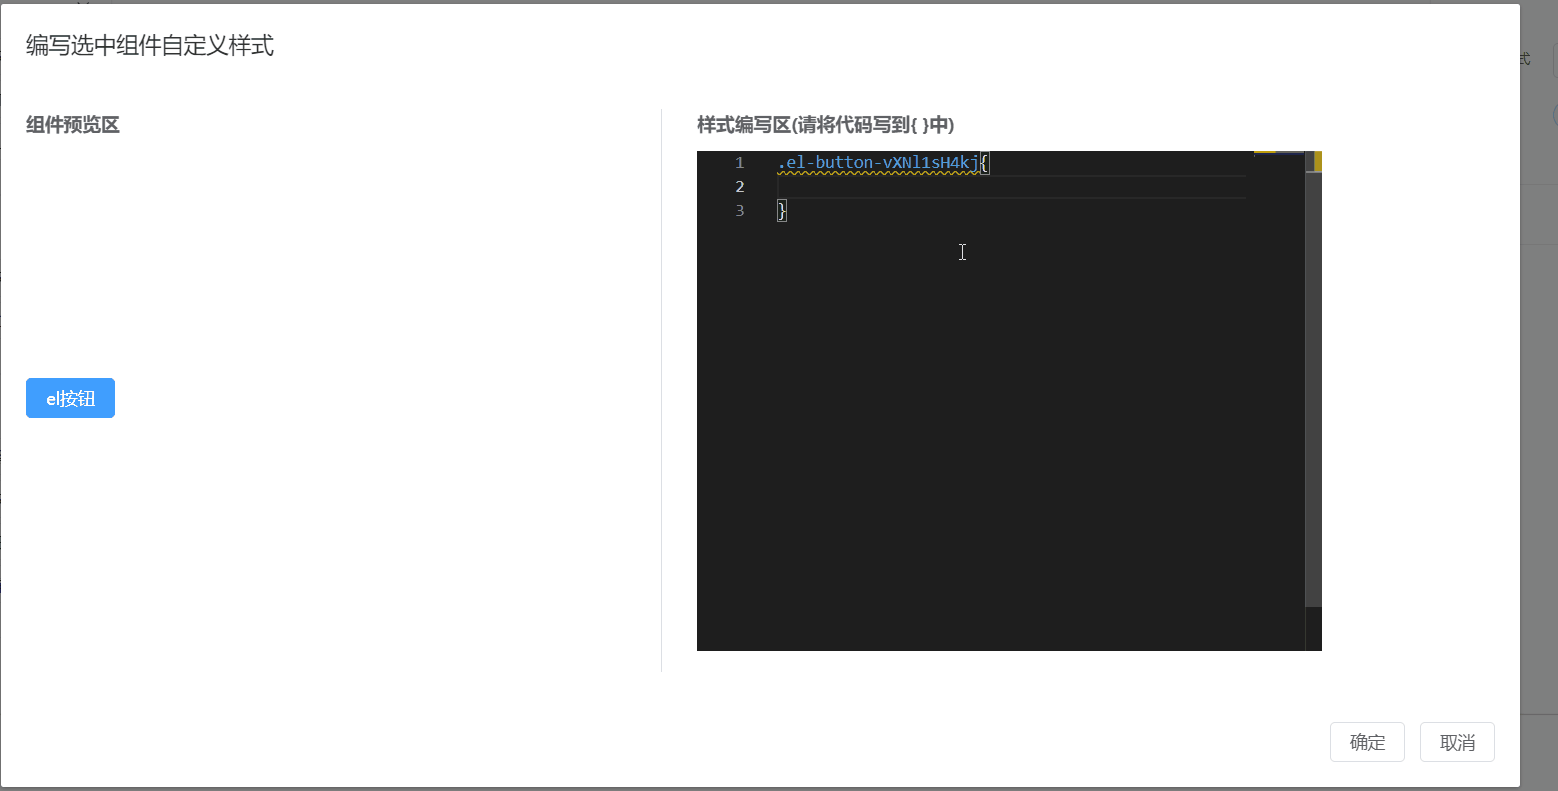 编写选中组件自定义样式
式
组件预览区
样式编写区(请将代码写到{ }中)
1 .el-button-vXNl1sH4kj{
2
3 }
el按钮
确定 取消